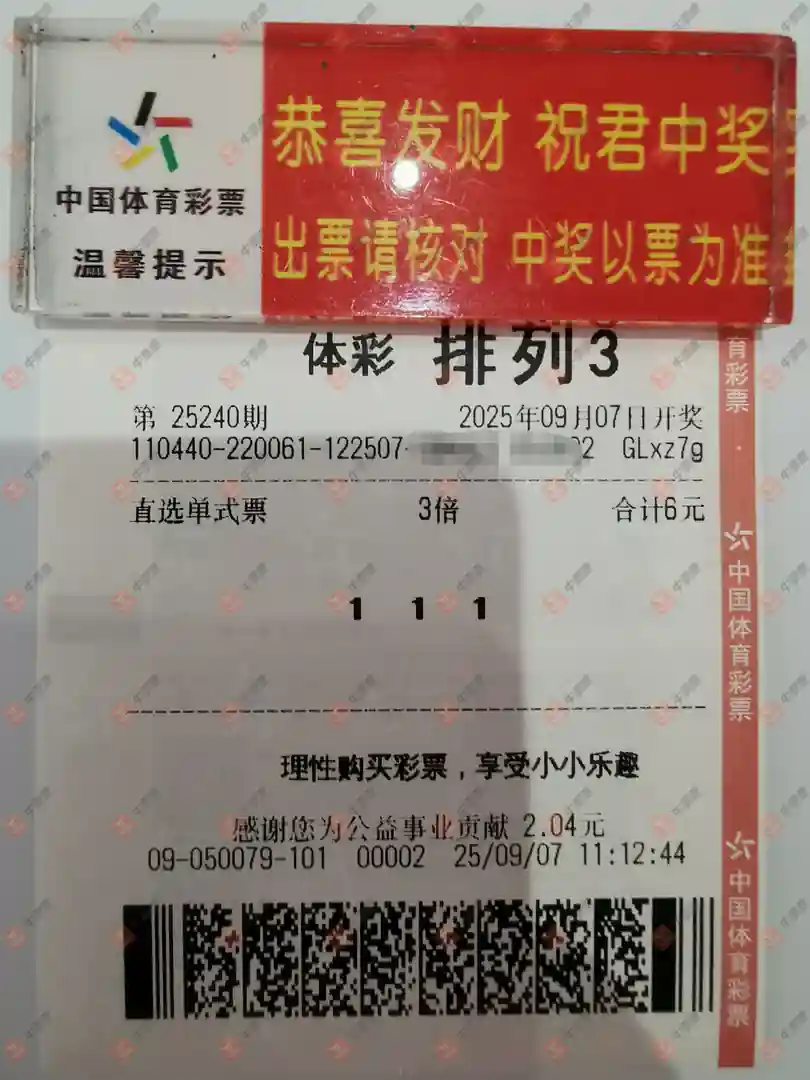 恭喜发财 祝君中奖
中国体育彩票
出票请核对 中奖以票为准
温馨提示
体彩 排列3
第 25240期 2025年09月07日开奖
110440-220061-122507- 2 GLxz7g
直选单式票 3倍 合计6元
1 1 1
理性购买彩票，享受小小乐趣
感谢您为公益事业贡献 2.04元
09-050079-101 00002 25/09/07 11:12:44
育彩票
中国体育彩票
中国体育彩票